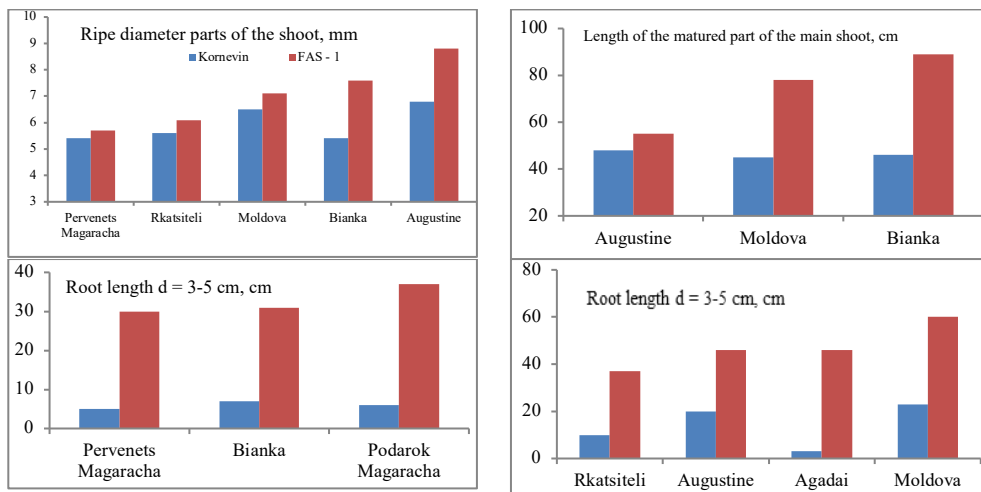 Ripe diameter parts of the shoot, mm
Kornevin FAS - 1
10
9
8
7
6
5
4
3
Pervenets Magaracha
Rkatsiteli
Moldova
Bianka
Augustine
Length of the matured part of the main shoot, cm
100
80
60
40
20
Augustine
Moldova
Bianka
Root length d = 3-5 cm, cm
40
30
20
10
0
Pervenets
Magaracha
Bianka
Podarok
Magaracha
Root length d = 3-5 cm, cm
80
60
40
20
0
Rkatsiteli
Augustine
Agadai
Moldova